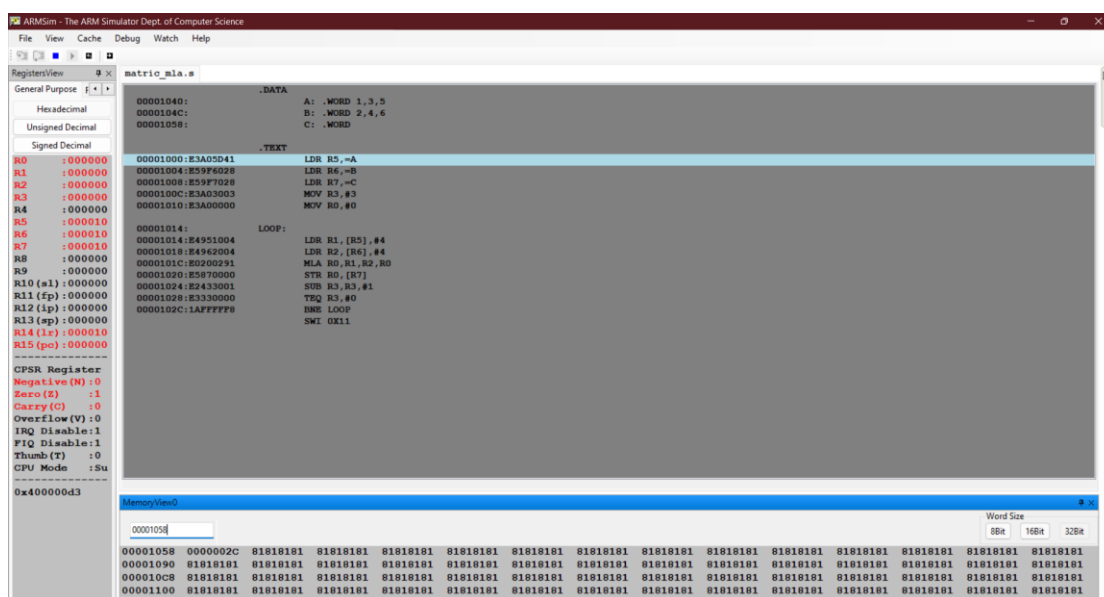 ARMSim - The ARM Simulator Dept. of Computer Science
File View Cache Debug Watch Help
RegistersView
General Purpose
Hexadecimal
Unsigned Decimal
Signed Decimal
R0 :000000
R1 :000000
R2 :000000
R3 :000000
R4 :000000
R5 :000010
R6 :000010
R7 :000010
R8 :000000
R9 :000000
R10(sl):000000
R11(fp):000000
R12(ip):000000
R13(sp):000000
R14(lr):000010
R15(pc):000000
CPSR Register
Negative(N):0
Zero(Z) :1
Carry(C) :0
Overflow(V):0
IRQ Disable:1
FIQ Disable:1
Thumb(T) :0
CPU Mode :Su
0x400000d3
matric_mla.s
.DATA
00001040: A: .WORD 1,3,5
0000104C: B: .WORD 2,4,6
00001058: C: .WORD
.TEXT
00001000:E3A05D41 LDR R5,=A
00001004:E59F6028 LDR R6,=B
00001008:E59F7028 LDR R7,=C
0000100C:E3A03003 MOV R3,#3
00001010:E3A00000 MOV R0,#0
00001014: LOOP:
00001014:E4951004 LDR R1,[R5],#4
00001018:E4962004 LDR R2,[R6],#4
0000101C:E0200291 MLA R0,R1,R2,R0
00001020:E5870000 STR R0,[R7]
00001024:E2433001 SUB R3,R3,#1
00001028:E3330000 TEQ R3,#0
0000102C:1AFFFFF8 BNE LOOP
SWI 0X11
MemoryView0
00001058
Word Size
8Bit 16Bit 32Bit
00001058 0000002C 81818181 81818181 81818181 81818181 81818181 81818181 81818181 81818181 81818181 81818181 81818181 81818181 81818181
00001090 81818181 81818181 81818181 81818181 81818181 81818181 81818181 81818181 81818181 81818181 81818181 81818181 81818181 81818181
000010C8 81818181 81818181 81818181 81818181 81818181 81818181 81818181 81818181 81818181 81818181 81818181 81818181 81818181 81818181
00001100 81818181 81818181 81818181 81818181 81818181 81818181 81818181 81818181 81818181 81818181 81818181 81818181 81818181 81818181